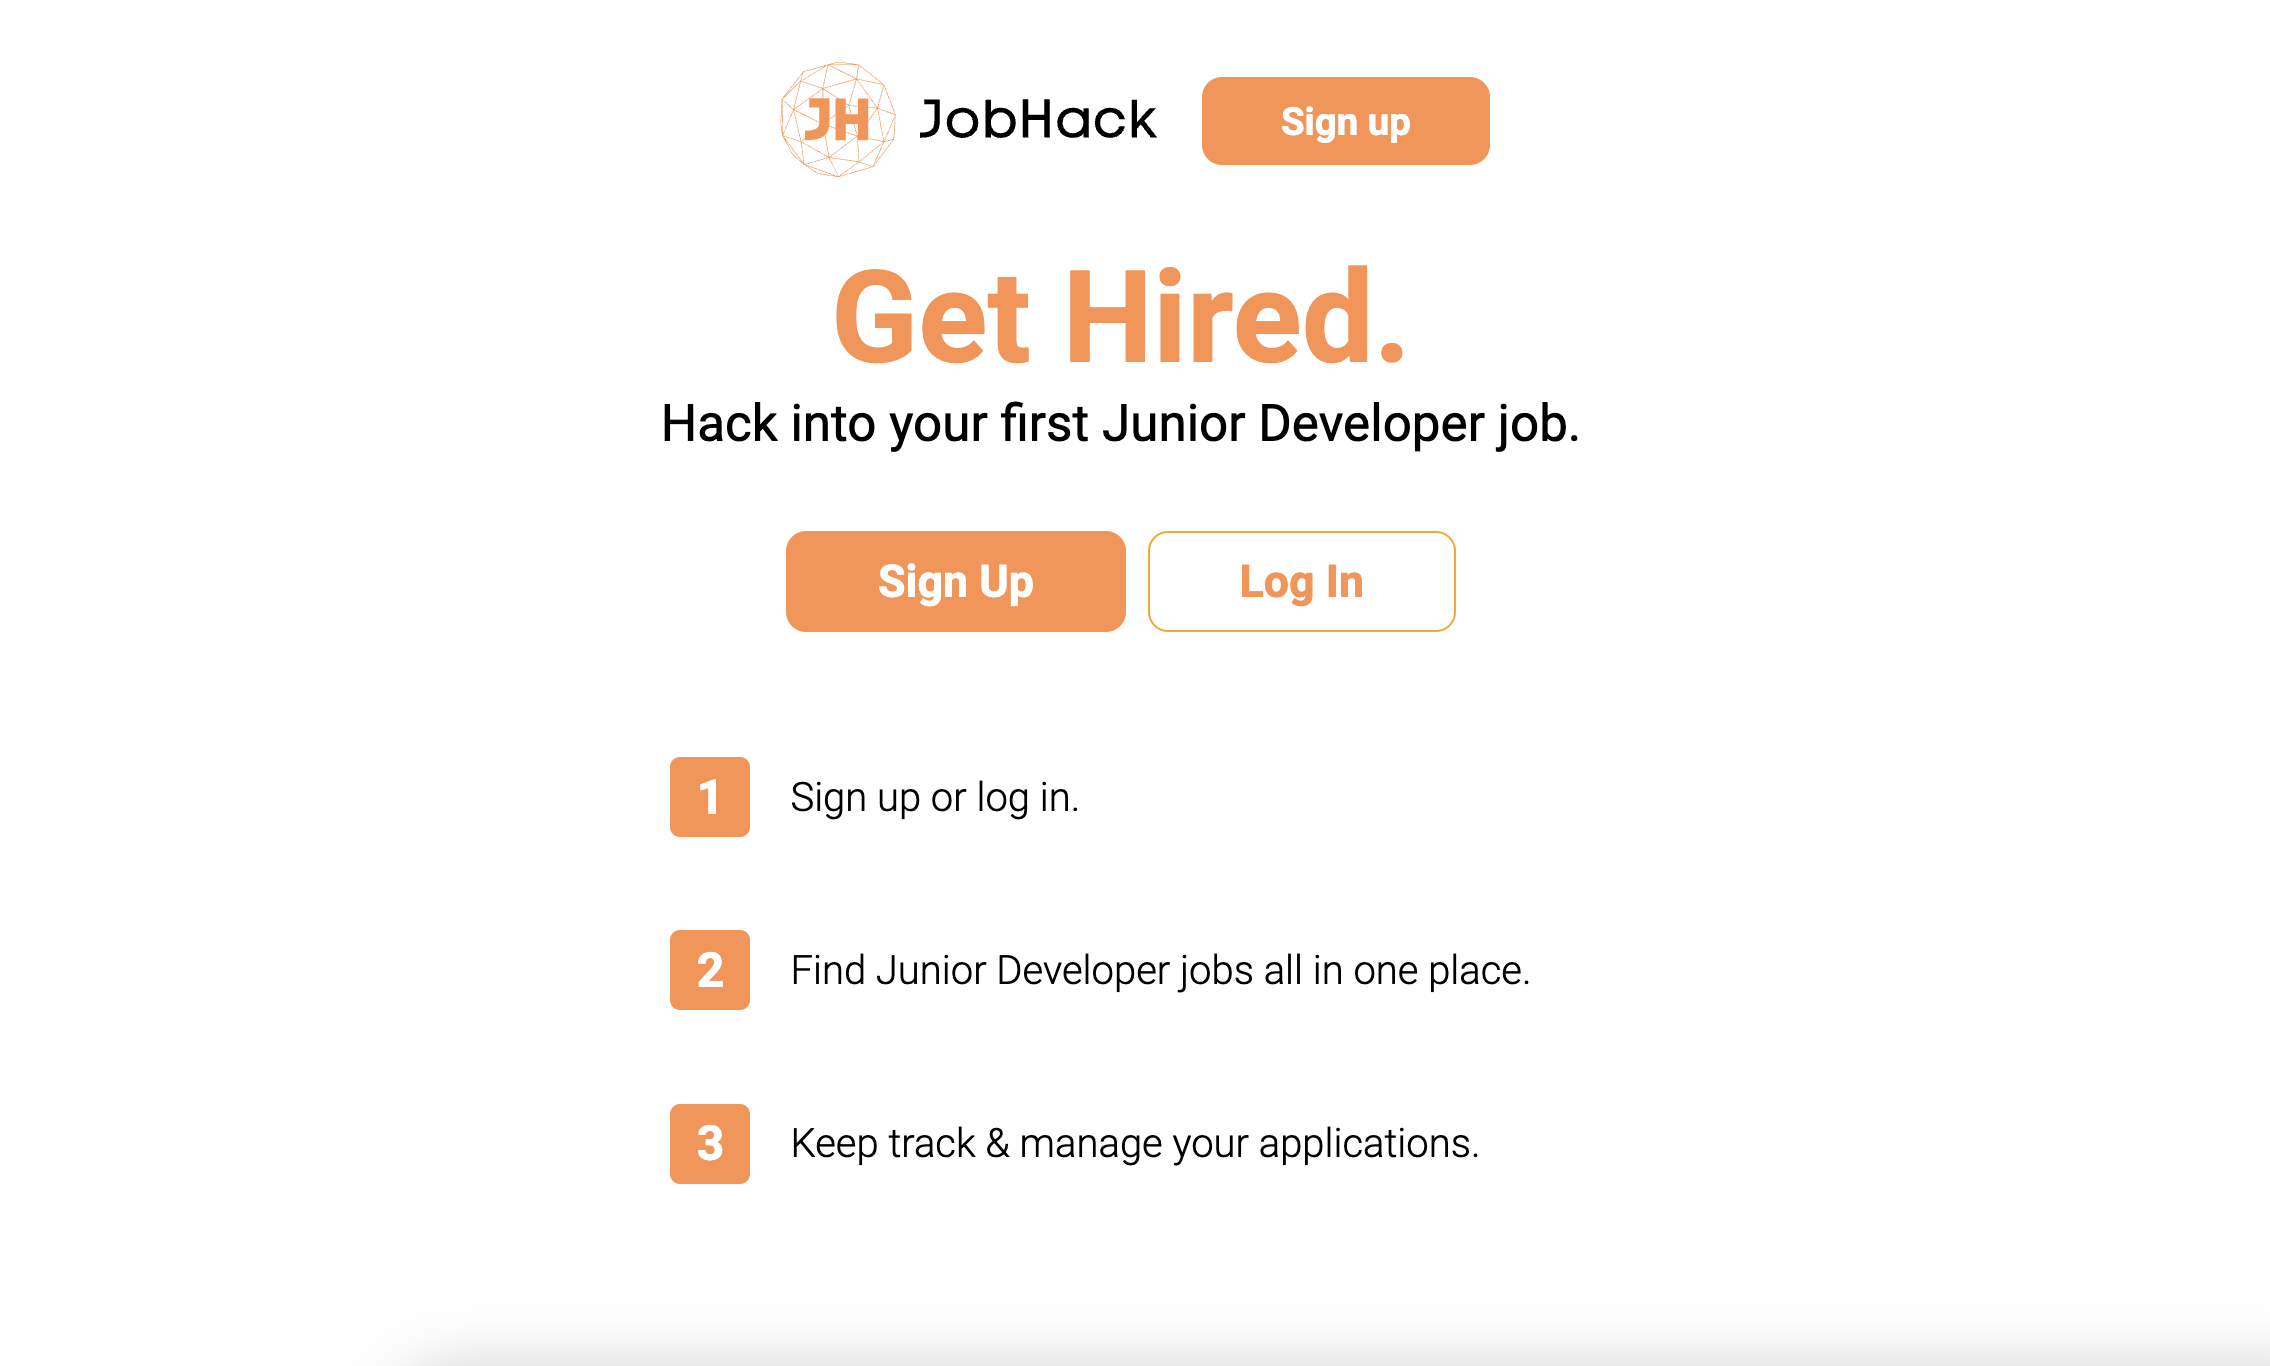 JH JobHack Sign up
Get Hired.
Hack into your first Junior Developer job.
Sign Up Log In
1 Sign up or log in.
2 Find Junior Developer jobs all in one place.
3 Keep track & manage your applications.